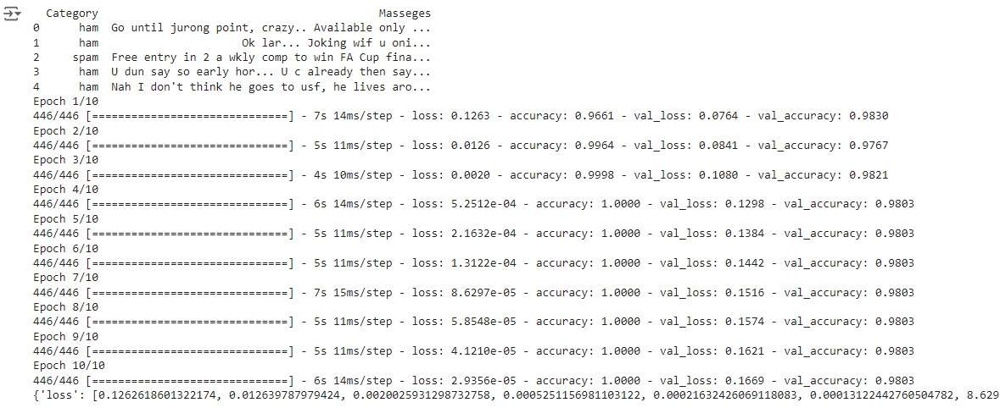 Category Masseges
0 ham Go until jurong point, crazy.. Available only ...
1 ham Ok lar... Joking wif u oni...
2 spam Free entry in 2 a wkly comp to win FA Cup fina...
3 ham U dun say so early hor... U c already then say...
4 ham Nah I don't think he goes to usf, he lives aro...
Epoch 1/10
446/446 [==============================] - 7s 14ms/step - loss: 0.1263 - accuracy: 0.9661 - val_loss: 0.0764 - val_accuracy: 0.9830
Epoch 2/10
446/446 [==============================] - 5s 11ms/step - loss: 0.0126 - accuracy: 0.9964 - val_loss: 0.0841 - val_accuracy: 0.9767
Epoch 3/10
446/446 [==============================] - 4s 10ms/step - loss: 0.0020 - accuracy: 0.9998 - val_loss: 0.1080 - val_accuracy: 0.9821
Epoch 4/10
446/446 [==============================] - 6s 14ms/step - loss: 5.2512e-04 - accuracy: 1.0000 - val_loss: 0.1298 - val_accuracy: 0.9803
Epoch 5/10
446/446 [==============================] - 5s 11ms/step - loss: 2.1632e-04 - accuracy: 1.0000 - val_loss: 0.1384 - val_accuracy: 0.9803
Epoch 6/10
446/446 [==============================] - 5s 11ms/step - loss: 1.3122e-04 - accuracy: 1.0000 - val_loss: 0.1442 - val_accuracy: 0.9803
Epoch 7/10
446/446 [==============================] - 7s 15ms/step - loss: 8.6297e-05 - accuracy: 1.0000 - val_loss: 0.1516 - val_accuracy: 0.9803
Epoch 8/10
446/446 [==============================] - 5s 11ms/step - loss: 5.8548e-05 - accuracy: 1.0000 - val_loss: 0.1574 - val_accuracy: 0.9803
Epoch 9/10
446/446 [==============================] - 5s 11ms/step - loss: 4.1210e-05 - accuracy: 1.0000 - val_loss: 0.1621 - val_accuracy: 0.9803
Epoch 10/10
446/446 [==============================] - 6s 14ms/step - loss: 2.9356e-05 - accuracy: 1.0000 - val_loss: 0.1669 - val_accuracy: 0.9803
{'loss': [0.1262618601322174, 0.012639787979424, 0.0020025931298732758, 0.0005251156981103122, 0.00021632426069118083, 0.00013122442760504782, 8.629